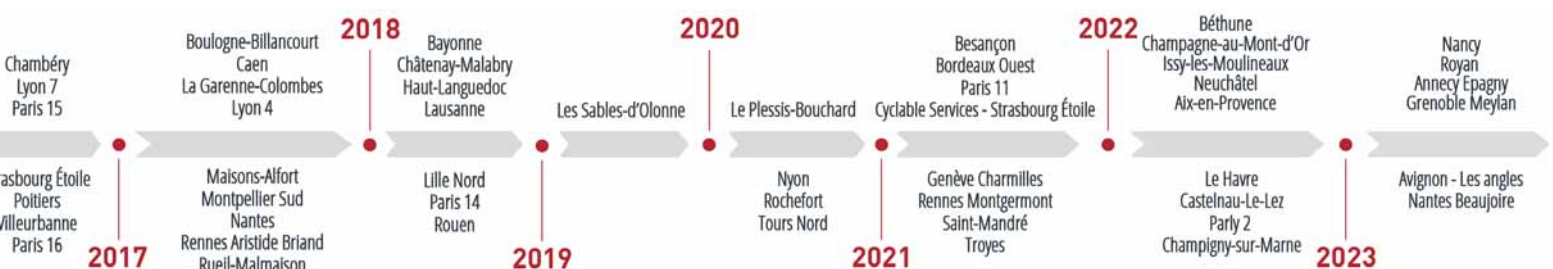 Chambéry
Lyon 7
Paris 15
asbourg Étoile
Poitiers
Villeurbanne
Paris 16
2017
Boulogne-Billancourt
Caen
La Garenne-Colombes
Lyon 4
Maisons-Alfort
Montpellier Sud
Nantes
Rennes Aristide Briand
Rueil-Malmaison
2018
Bayonne
Châtenay-Malabry
Haut-Languedoc
Lausanne
Lille Nord
Paris 14
Rouen
2019
Les Sables-d'Olonne
2020
Le Plessis-Bouchard
Nyon
Rochefort
Tours Nord
2021
Besançon
Bordeaux Ouest
Paris 11
Cyclable Services - Strasbourg Étoile
Genève Charmilles
Rennes Montgermont
Saint-Mandré
Troyes
2022
Béthune
Champagne-au-Mont-d'Or
Issy-les-Moulineaux
Neuchâtel
Aix-en-Provence
Le Havre
Castelnau-Le-Lez
Parly 2
Champigny-sur-Marne
2023
Nancy
Royan
Annecy Epagny
Grenoble Meylan
Avignon - Les angles
Nantes Beaujoire